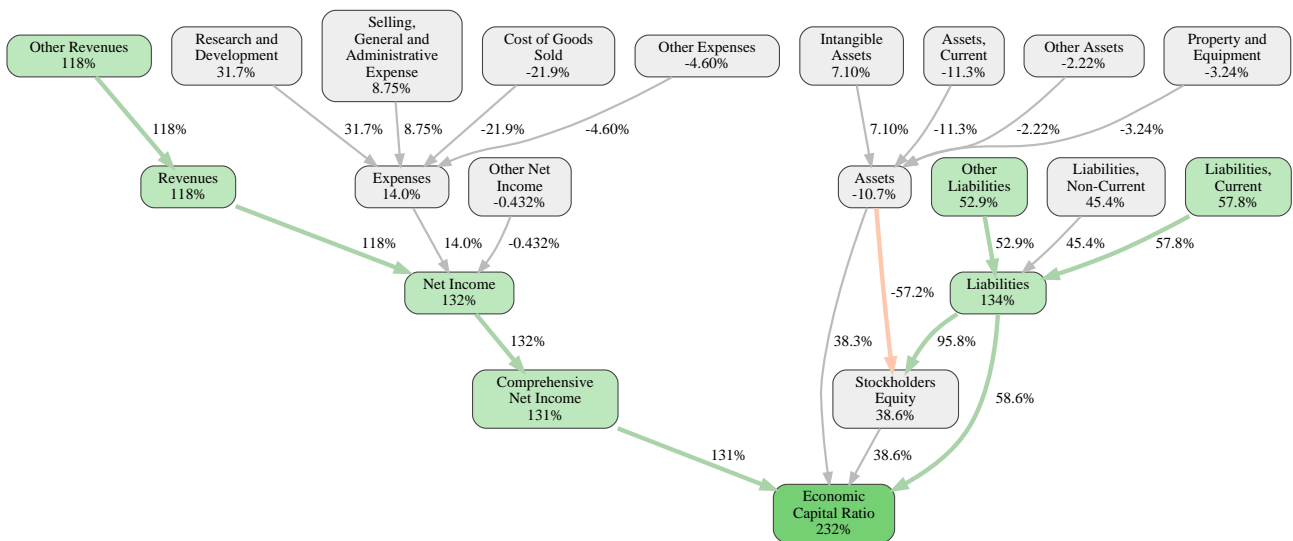 Other Revenues
118%
Research and
Development
31.7%
Selling,
General and
Administrative
Expense
8.75%
Cost of Goods
Sold
-21.9%
Other Expenses
-4.60%
Intangible
Assets
7.10%
Assets,
Current
-11.3%
Other Assets
-2.22%
Property and
Equipment
-3.24%
118%
31.7%
8.75%
-21.9%
-4.60%
7.10%
-11.3%
-2.22%
-3.24%
Revenues
118%
Expenses
14.0%
Other Net
Income
-0.432%
Assets
-10.7%
Other
Liabilities
52.9%
Liabilities,
Non-Current
45.4%
Liabilities,
Current
57.8%
118%
14.0%
-0.432%
52.9%
45.4%
57.8%
Net Income
132%
-57.2%
Liabilities
134%
132%
38.3%
95.8%
Comprehensive
Net Income
131%
Stockholders
Equity
38.6%
58.6%
131%
38.6%
Economic
Capital Ratio
232%